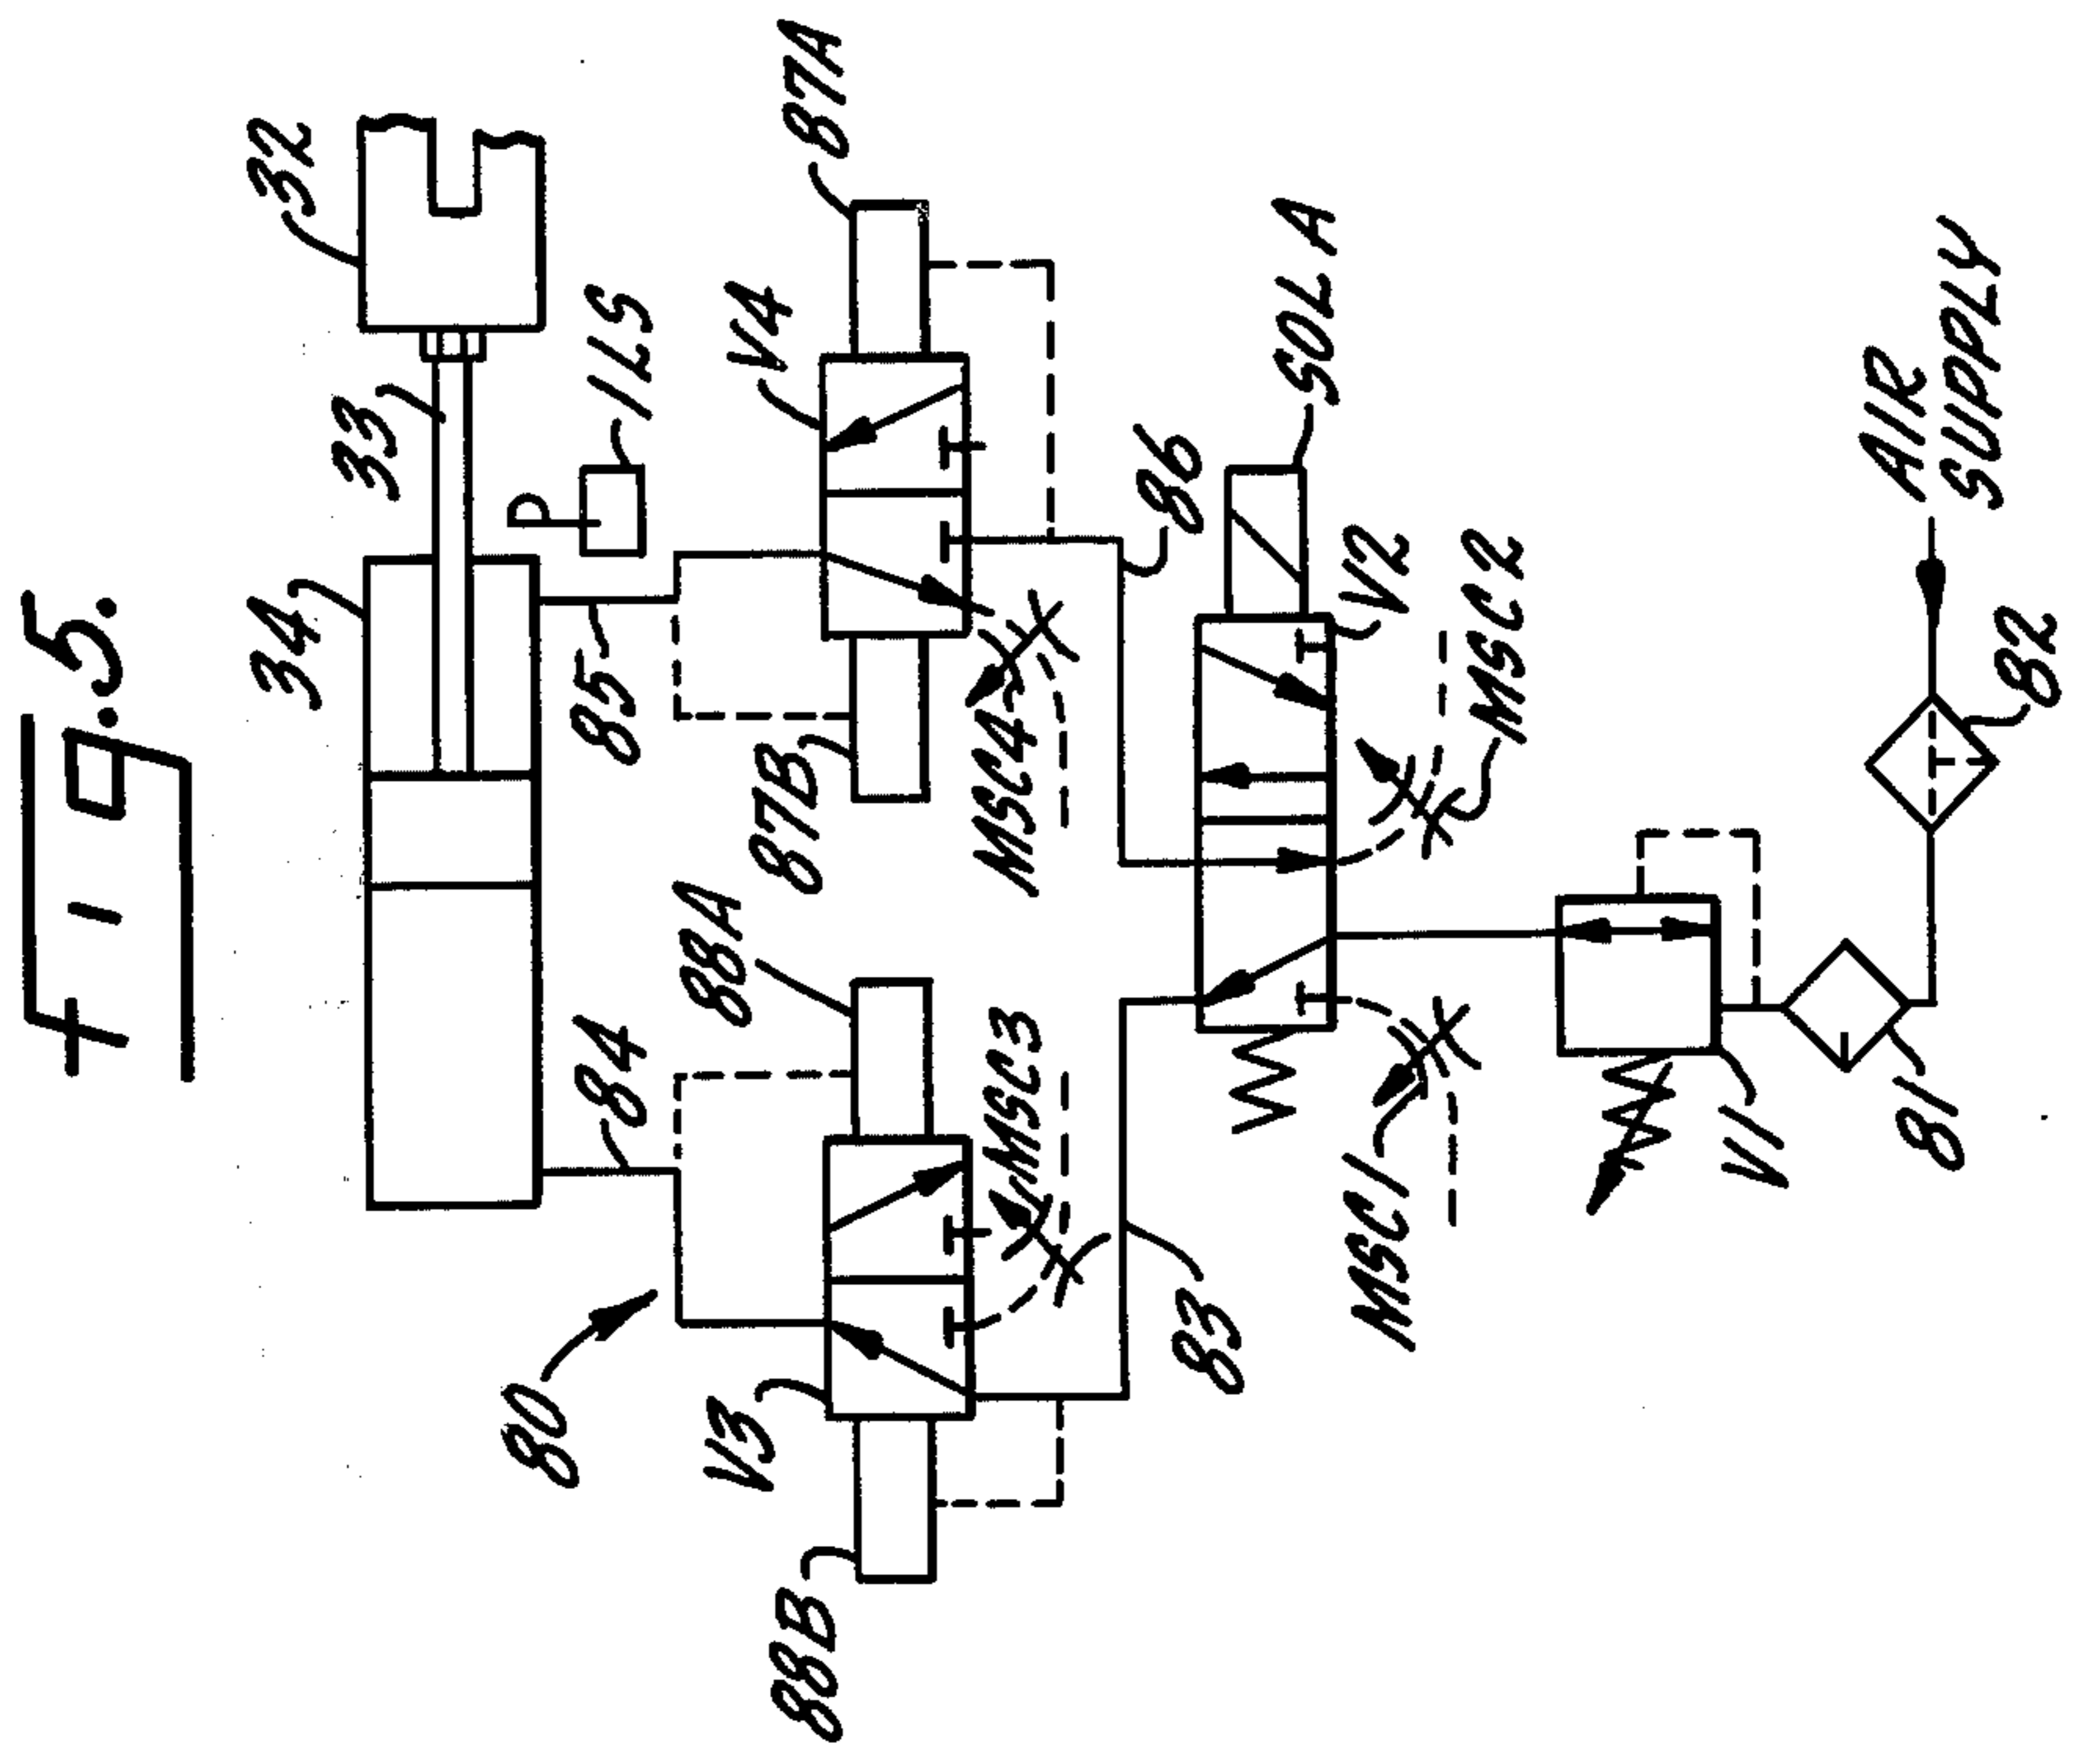 Fig. 5.
34
32
33
80
84
85
1LS
88A
V3
V4
88B
87B
87A
MSC3
MSC4
86
83
SOL A
MSC1
V2
MSC2
V1
AIR
SUPPLY
81
82